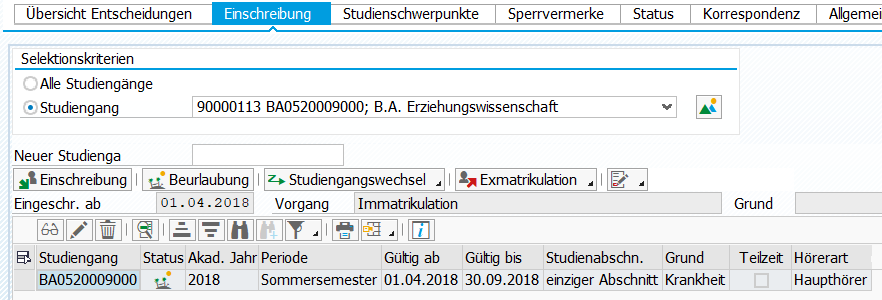 Übersicht Entscheidungen Einschreibung Studienschwerpunkte Sperrvermerke Status Korrespondenz Allgemei
Selektionskriterien
Alle Studiengänge
Studiengang 90000113 BA0520009000; B.A. Erziehungswissenschaft
Neuer Studienga
Einschreibung Beurlaubung Studiengangswechsel Exmatrikulation
Eingeschr. ab 01.04.2018 Vorgang Immatrikulation Grund
Studiengang Status Akad. Jahr Periode Gültig ab Gültig bis Studienabschn. Grund Teilzeit Hörerart
BA0520009000 2018 Sommersemester 01.04.2018 30.09.2018 einziger Abschnitt Krankheit Haupthörer